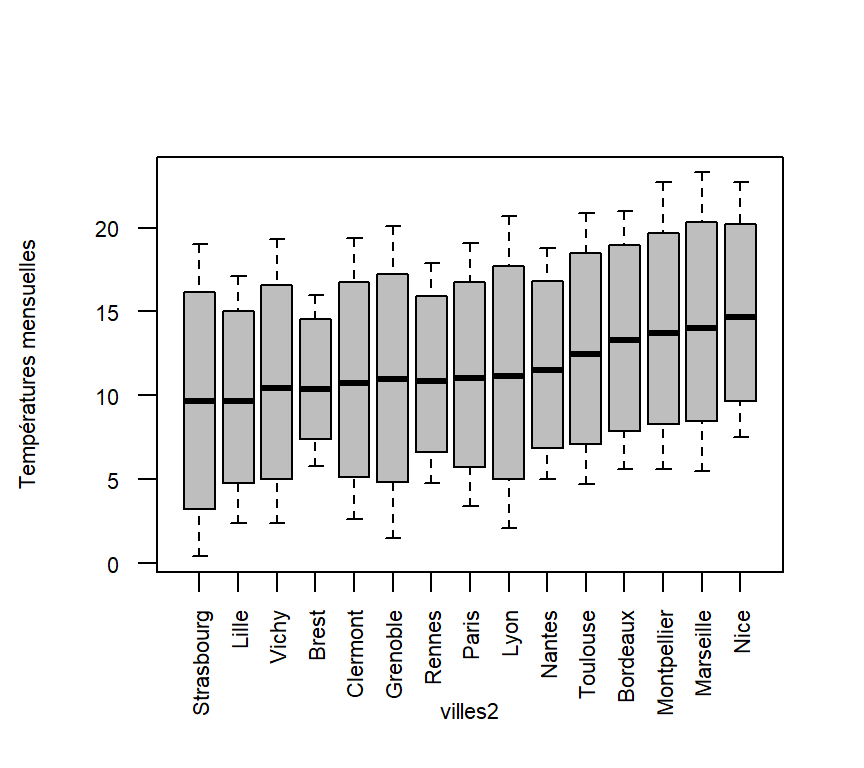 Températures mensuelles
20
15
10
5
0
Strasbourg
Lille
Vichy
Brest
Clermont
Grenoble
Rennes
Paris
Lyon
Nantes
Toulouse
Bordeaux
Montpellier
Marseille
Nice
villes2